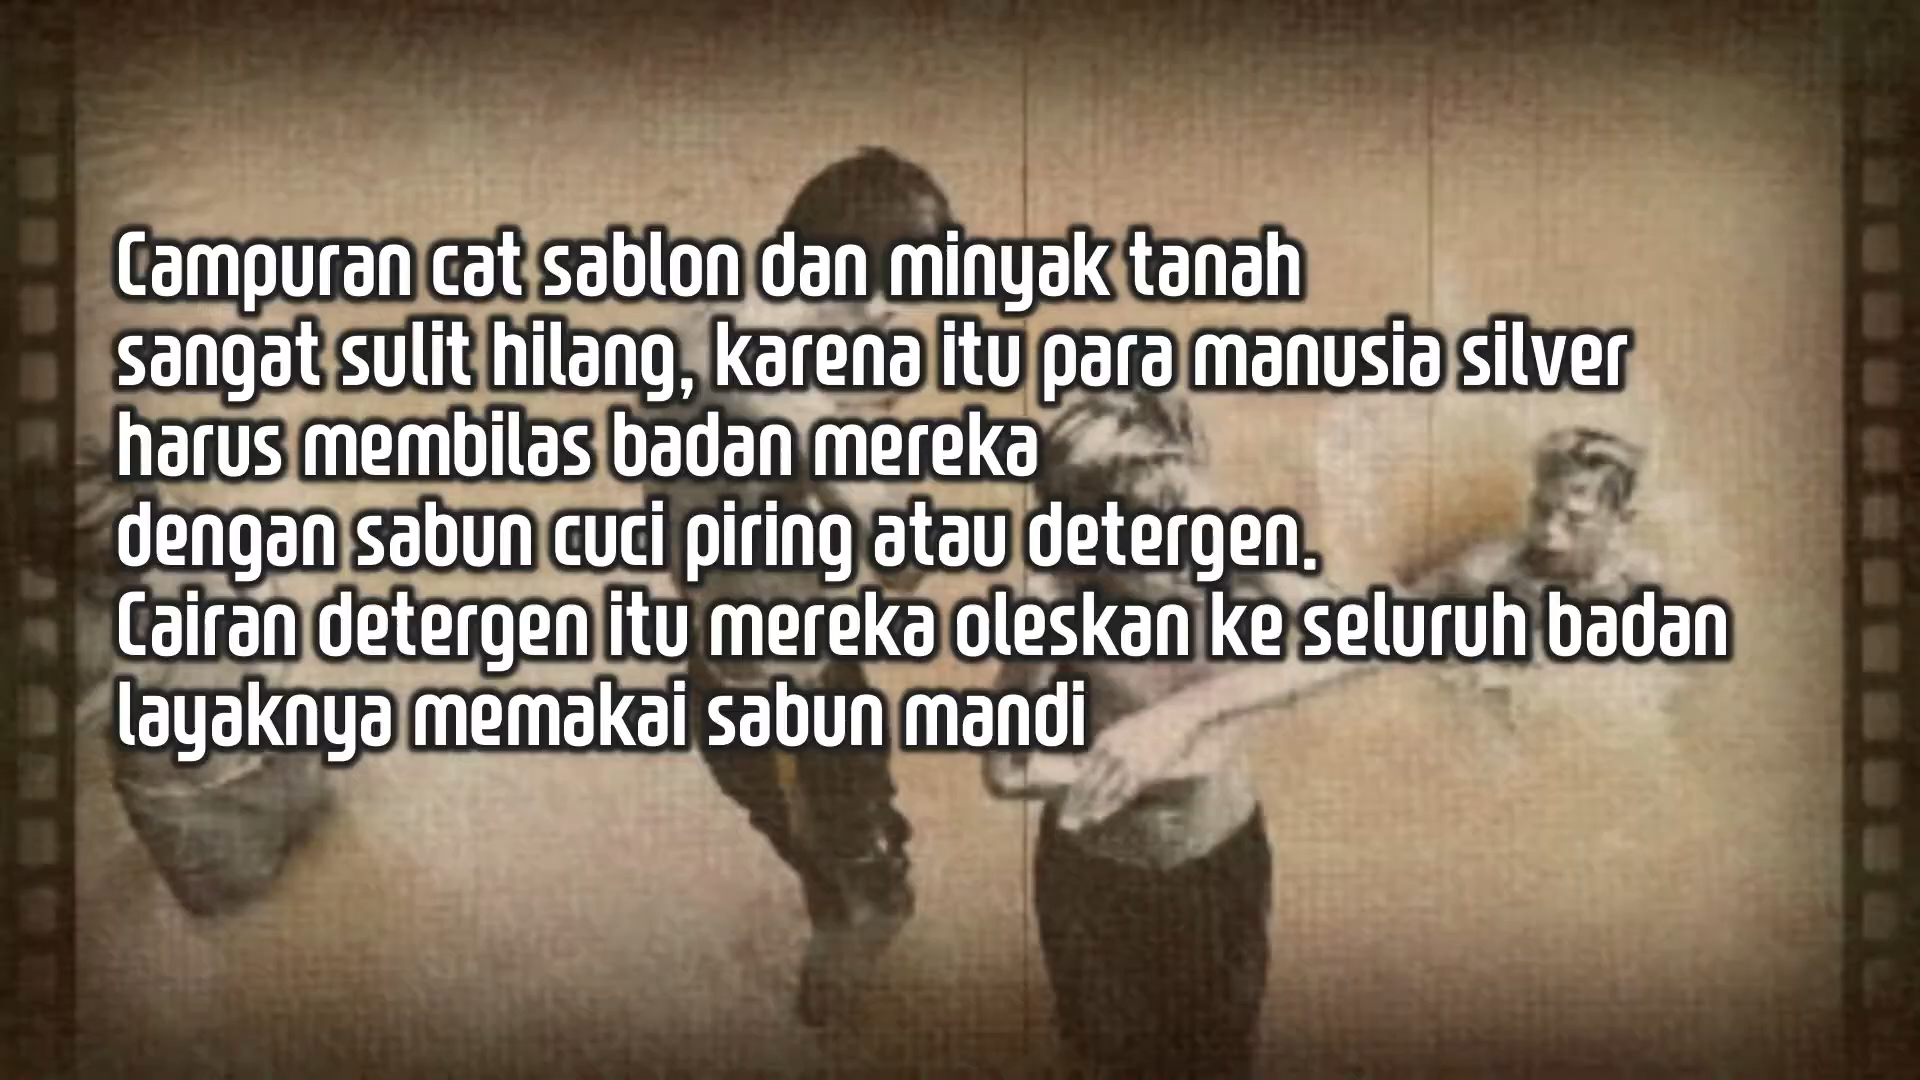 Campuran cat sablon dan minyak tanah
sangat sulit hilang, karena itu para manusia silver
harus membilas badan mereka
dengan sabun cuci piring atau detergen.
Cairan detergen itu mereka oleskan ke seluruh badan
layaknya memakai sabun mandi